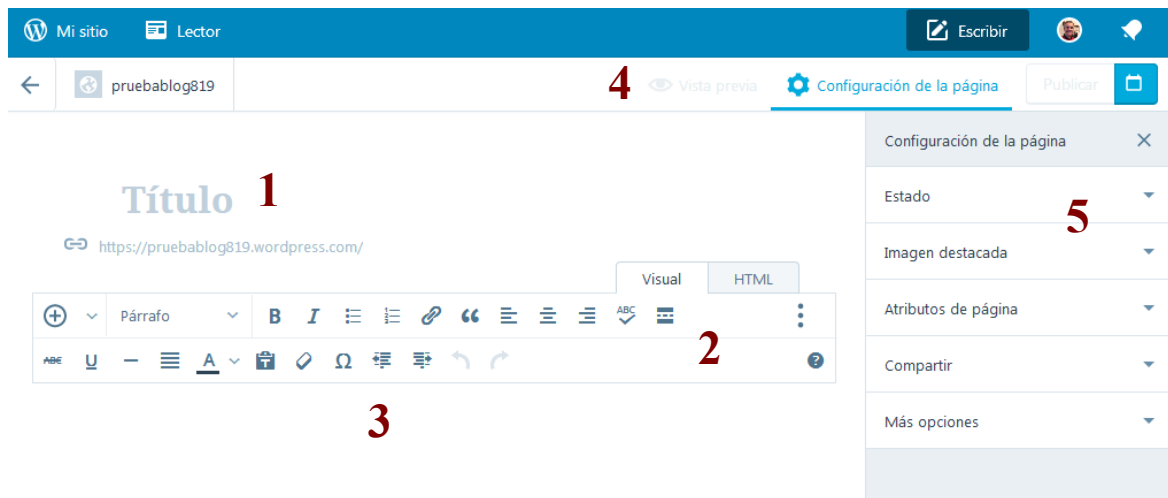 Mi sitio Lector Escribir
pruebablog819 4 Vista previa Configuración de la página Publicar
Configuración de la página
Título 1
https://pruebablog819.wordpress.com/
Visual HTML
Párrafo B I ABC
ABC U A T Ω
2
3
Estado
5
Imagen destacada
Atributos de página
Compartir
Más opciones